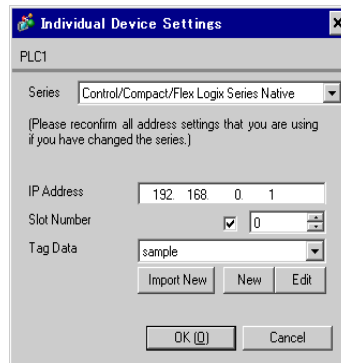 Individual Device Settings
PLC1
Series Control/Compact/Flex Logix Series Native
(Please reconfirm all address settings that you are using
if you have changed the series.)
IP Address 192. 168. 0. 1
Slot Number 0
Tag Data sample
Import New New Edit
OK (O) Cancel